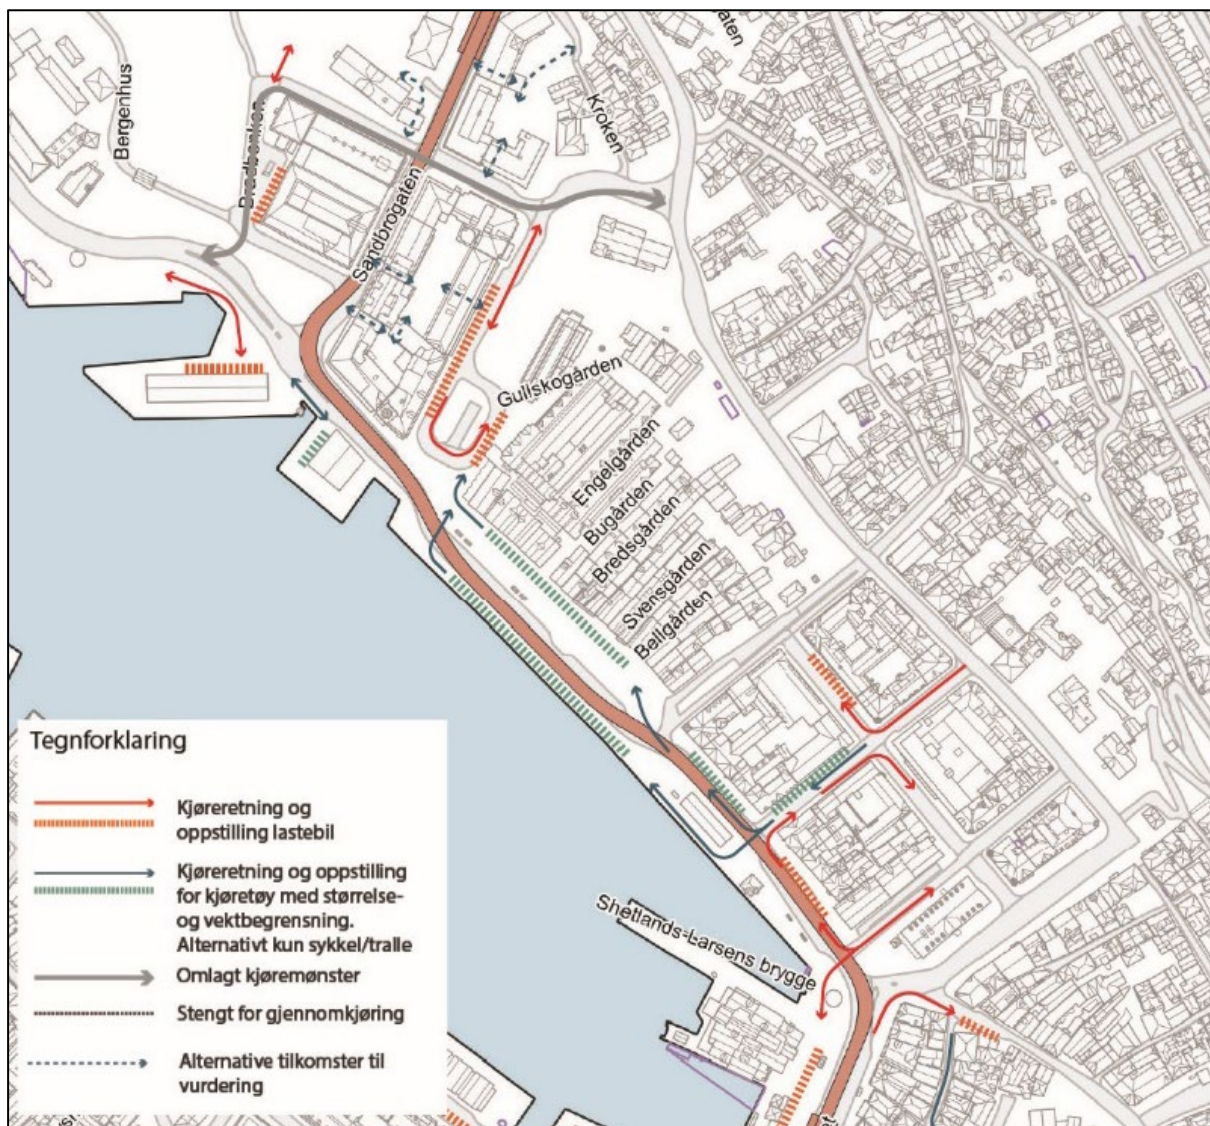 Bergenhus
Bradbenken
Sandbrogaten
Kroken
gaten
Gullskogården
Engelgården
Bugården
Bredsgården
Svensgården
Bellgården
Shetlands-Larsens brygge
Tegnforklaring
Kjøreretning og
oppstilling lastebil
Kjøreretning og oppstilling
for kjøretøy med størrelse-
og vektbegrensning.
Alternativt kun sykkel/tralle
Omlagt kjøremønster
Stengt for gjennomkjøring
Alternative tilkomster til
vurdering